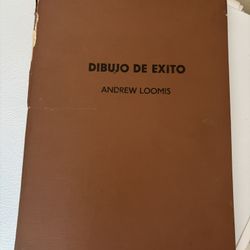 DIBUJO DE EXITO
ANDREW LOOMIS